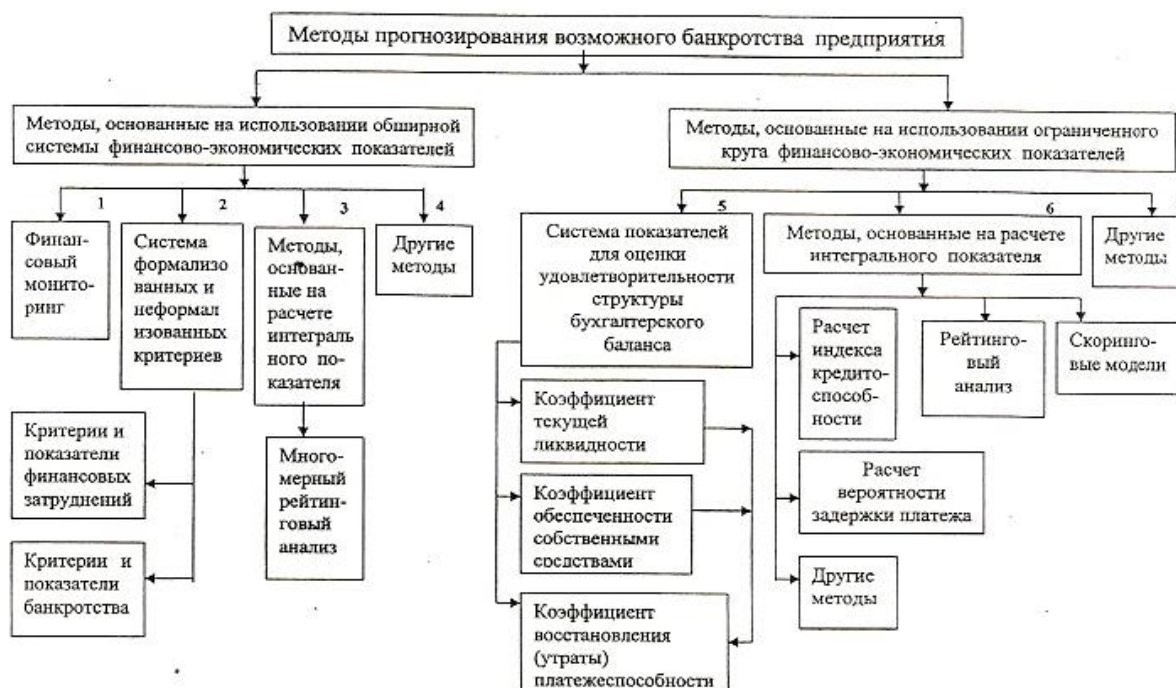 Методы прогнозирования возможного банкротства предприятия
Методы, основанные на использовании обширной
системы финансово-экономических показателей
Методы, основанные на использовании ограниченного
круга финансово-экономических показателей
1
2
3
4
5
6
Финан-
совый
монито-
ринг
Система
формализо
ванных и
неформал
изованных
критериев
Методы,
основан-
ные на
расчете
интеграль
ного по-
казателя
Другие
методы
Система показателей
для оценки
удовлетворительности
структуры
бухгалтерского
баланса
Методы, основанные на расчете
интегрального показателя
Другие
методы
Критерии и
показатели
финансовых
затруднений
Критерии и
показатели
банкротства
Много-
мерный
рейтин-
говый
анализ
Коэффициент
текущей
ликвидности
Коэффициент
обеспеченности
собственными
средствами
Коэффициент
восстановления
(утраты)
платежеспособности
Расчет
индекса
кредито-
способ-
ности
Рейтинго-
вый
анализ
Скоринго-
вые модели
Расчет
вероятности
задержки платежа
Другие
методы